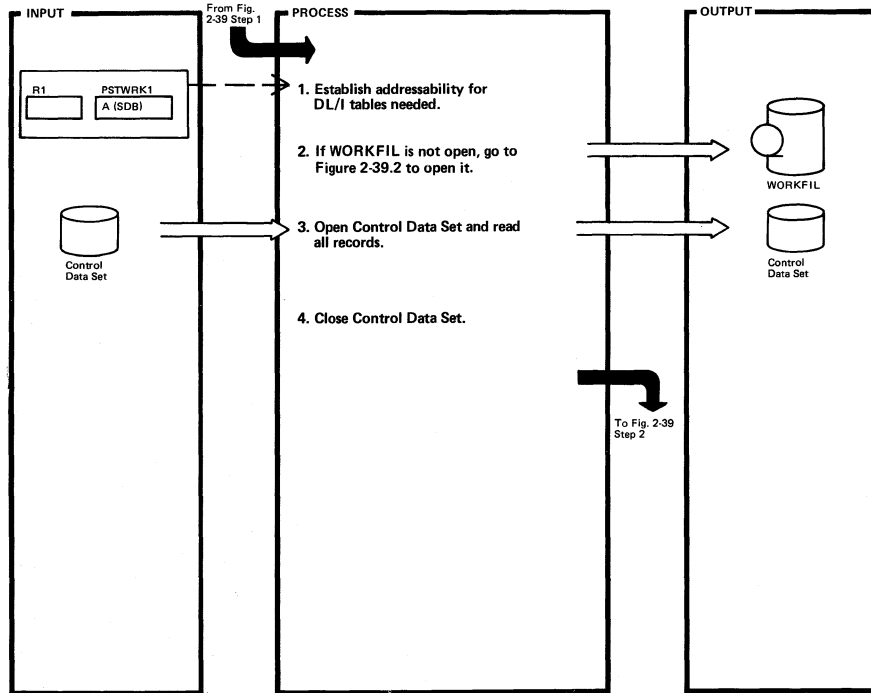 INPUT
From Fig.
2-39 Step 1
PROCESS
OUTPUT
R1
PSTWRK1
A (SDB)
1. Establish addressability for
DL/I tables needed.
2. If WORKFIL is not open, go to
Figure 2-39.2 to open it.
WORKFIL
Control
Data Set
3. Open Control Data Set and read
all records.
Control
Data Set
4. Close Control Data Set.
To Fig. 2-39
Step 2